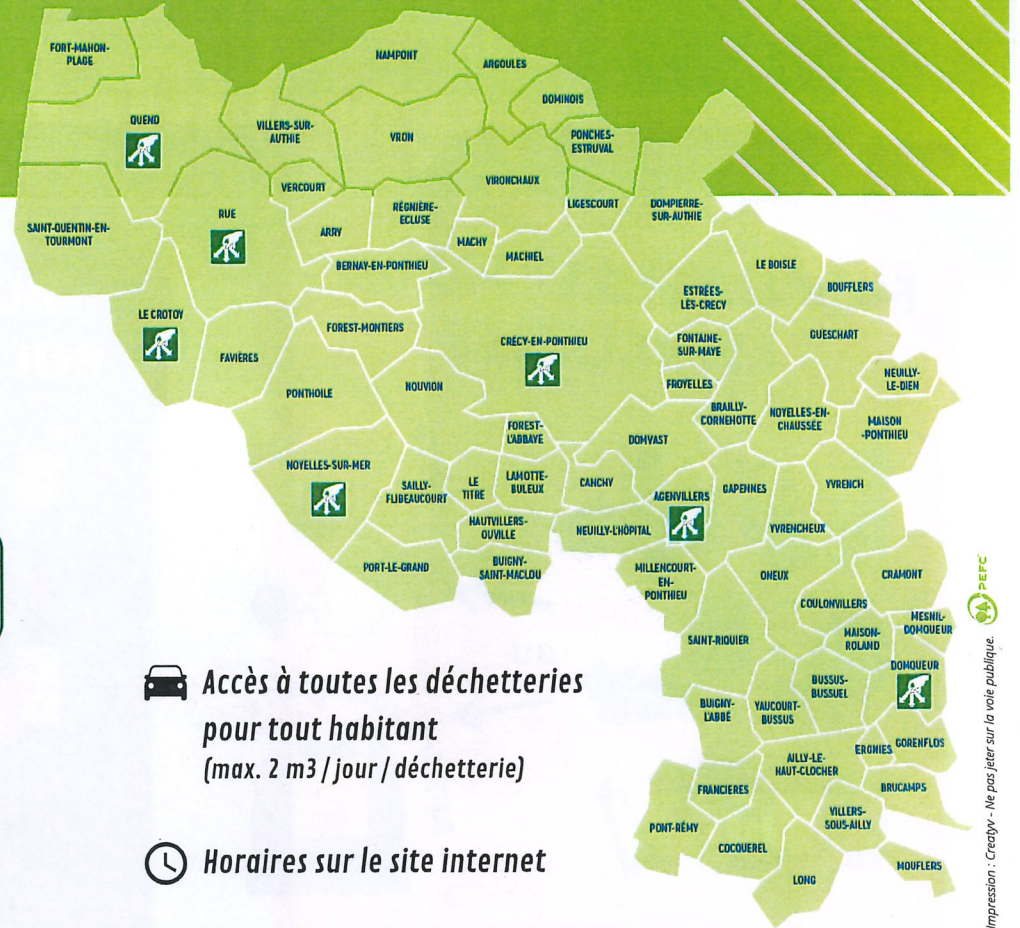 FORT-MAHON-
PLAGE
NAMPONT
ARGOULES
DOMINOIS
QUEND
VILLERS-SUR-
AUTHIE
VRON
PONCHES-
ESTRUVAL
VERCOURT
VIRONCHAUX
LIGESCOURT
DOMPIERRE-
SUR-AUTHIE
SAINT-QUENTIN-EN-
TOURMONT
RUE
ARRY
RÉGNIÈRE-
ECLUSE
MACHY
MACHIEL
BERNAY-EN-PONTHIEU
LE BOISLE
BOUFFLERS
ESTRÉES-
LÈS-CRECY
LE CROTOY
FAVIÈRES
FOREST-MONTIERS
CRÉCY-EN-PONTHIEU
FONTAINE-
SUR-MAYE
GUESCHART
PONTHOILE
NOUVION
FROYELLES
NEUILLY-
LE-DIEN
BRAILLY-
CORNEHOTTE
NOYELLES-EN-
CHAUSSÉE
MAISON
-PONTHIEU
FOREST-
L'ABBAYE
DOMVAST
NOYELLES-SUR-MER
SAILLY-
FLIBEAUCOURT
LE
TITRE
LAMOTTE-
BULEUX
CANCHY
AGENVILLERS
GAPENNES
YVRENCH
HAUTVILLERS-
OUVILLE
NEUILLY-L'HÔPITAL
YVRENCHEUX
PORT-LE-GRAND
BUIGNY-
SAINT-MACLOU
MILLENCOURT-
EN-
PONTHIEU
ONEUX
CRAMONT
COULONVILLERS
MESNIL-
DOMQUEUR
SAINT-RIQUIER
MAISON-
ROLAND
DOMQUEUR
BUSSUS-
BUSSUEL
BUIGNY-
L'ABBÉ
YAUCOURT-
BUSSUS
ERGNIES
GORENFLOS
AILLY-LE-
HAUT-CLOCHER
FRANCIERES
BRUCAMPS
VILLERS-
SOUS-AILLY
PONT-RÉMY
COCQUEREL
MOUFLERS
LONG
Accès à toutes les déchetteries
pour tout habitant
(max. 2 m3 / jour / déchetterie)
Horaires sur le site internet
PEFC
Impression : Creatyv - Ne pas jeter sur la voie publique.